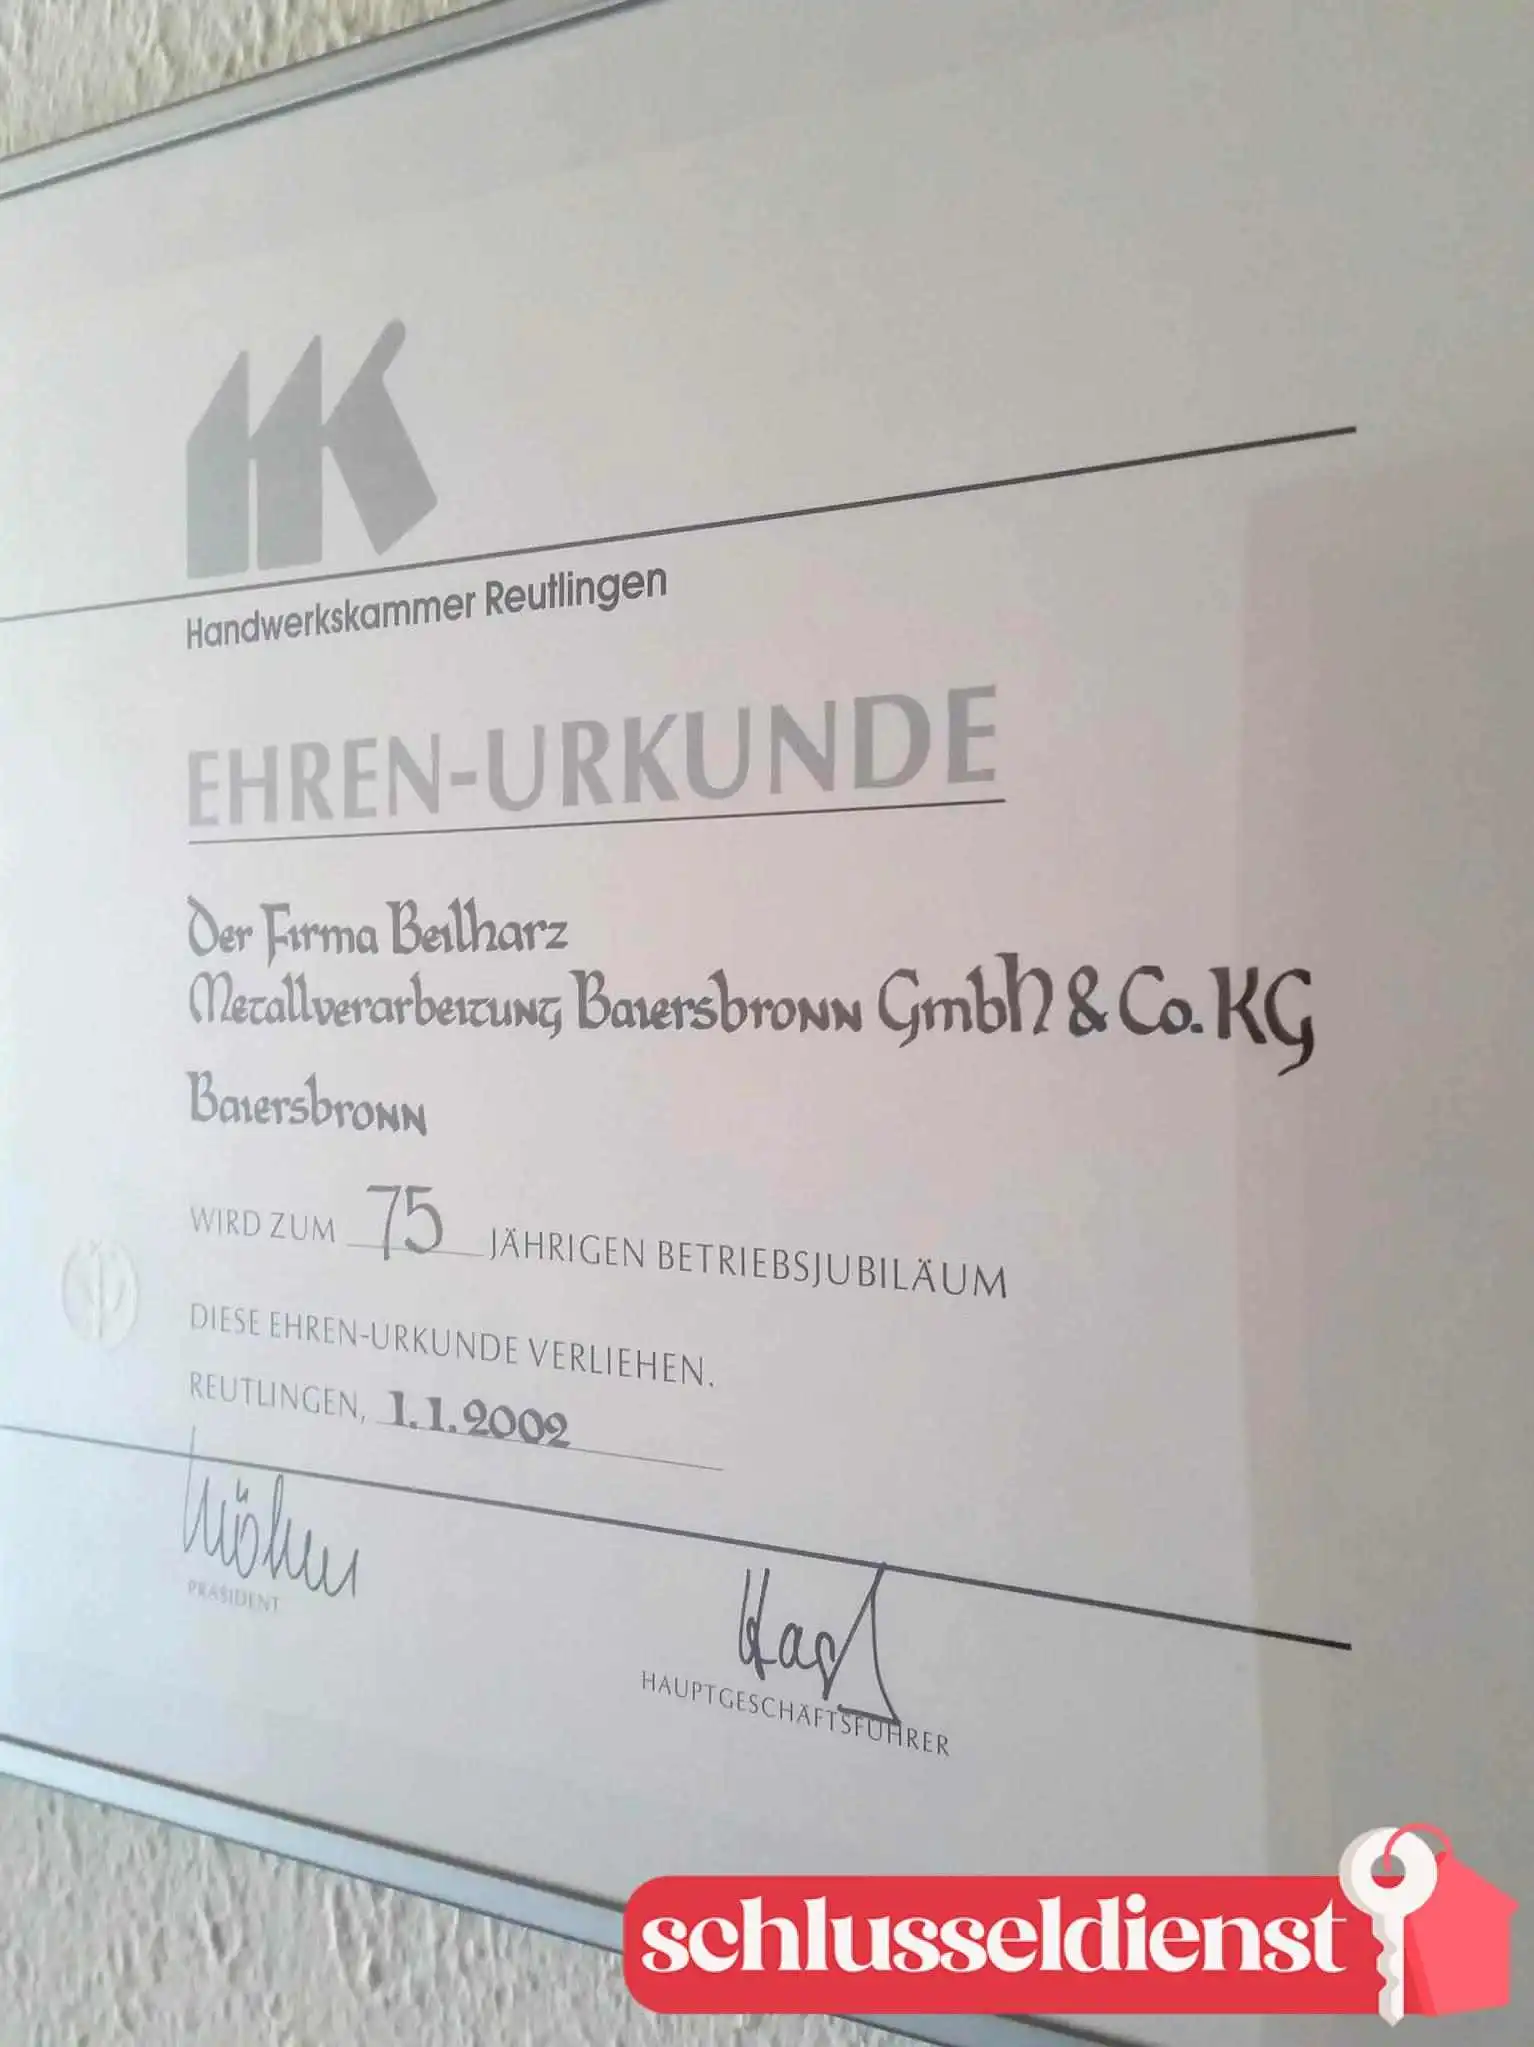 Handwerkskammer Reutlingen
EHREN-URKUNDE
Der Firma Beilharz
Metallverarbeitung Baiersbronn GmbH & Co. KG
Baiersbronn
WIRD ZUM 75 JÄHRIGEN BETRIEBSJUBILÄUM
DIESE EHREN-URKUNDE VERLIEHEN.
REUTLINGEN, 1.1.2002
PRÄSIDENT
HAUPTGESCHÄFTSFÜHRER
schlusseldienst